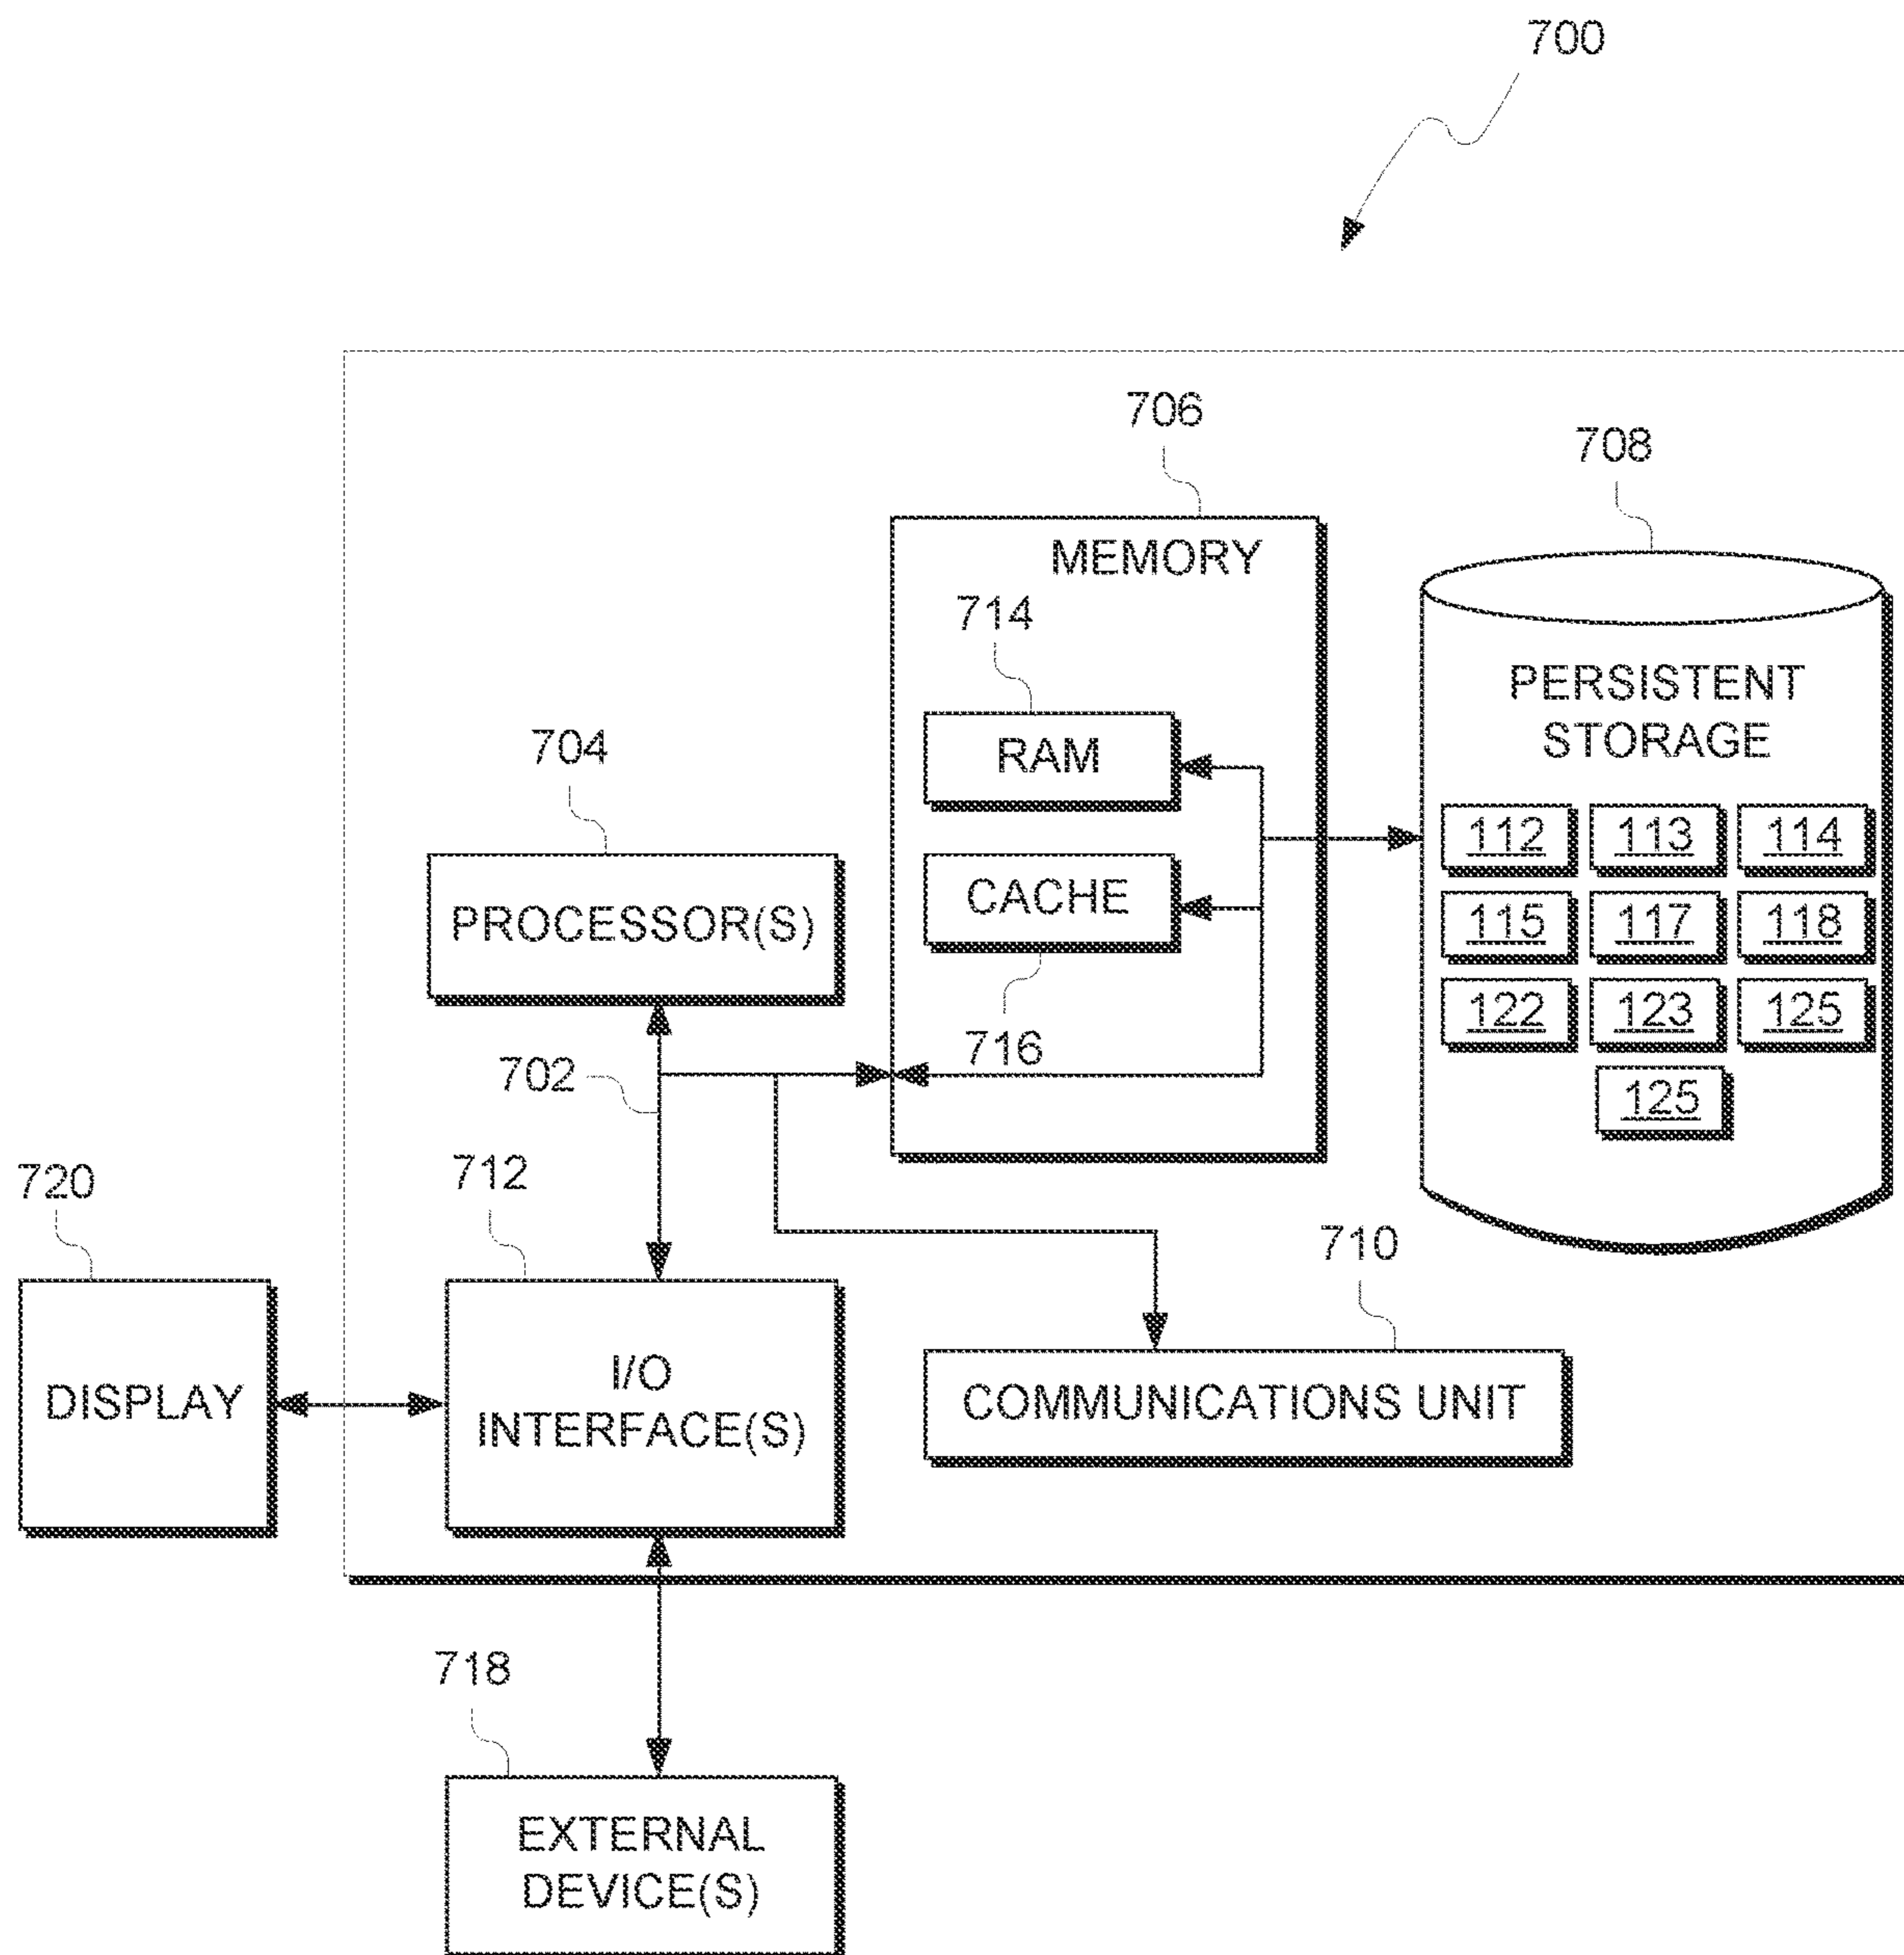 700
706
708
MEMORY
714
PERSISTENT
STORAGE
704
RAM
112 113 114
PROCESSOR(S)
CACHE
115 117 118
122 123 125
716
702
125
720
712
710
DISPLAY
I/O
INTERFACE(S)
COMMUNICATIONS UNIT
718
EXTERNAL
DEVICE(S)